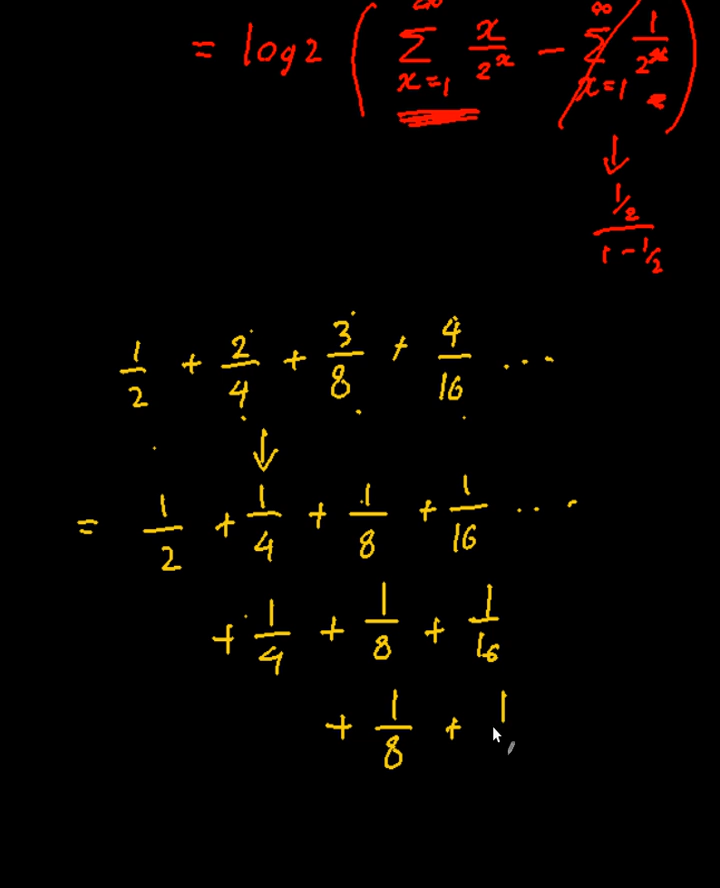 = log2 ( ∞∑x=1 x/2^x − ∞∑x=1 1/2^x )
↓
1/2 / 1 − 1/2
1/2 + 2/4 + 3/8 + 4/16 ...
↓
= 1/2 + 1/4 + 1/8 + 1/16 ...
+ 1/4 + 1/8 + 1/16
+ 1/8 + 1